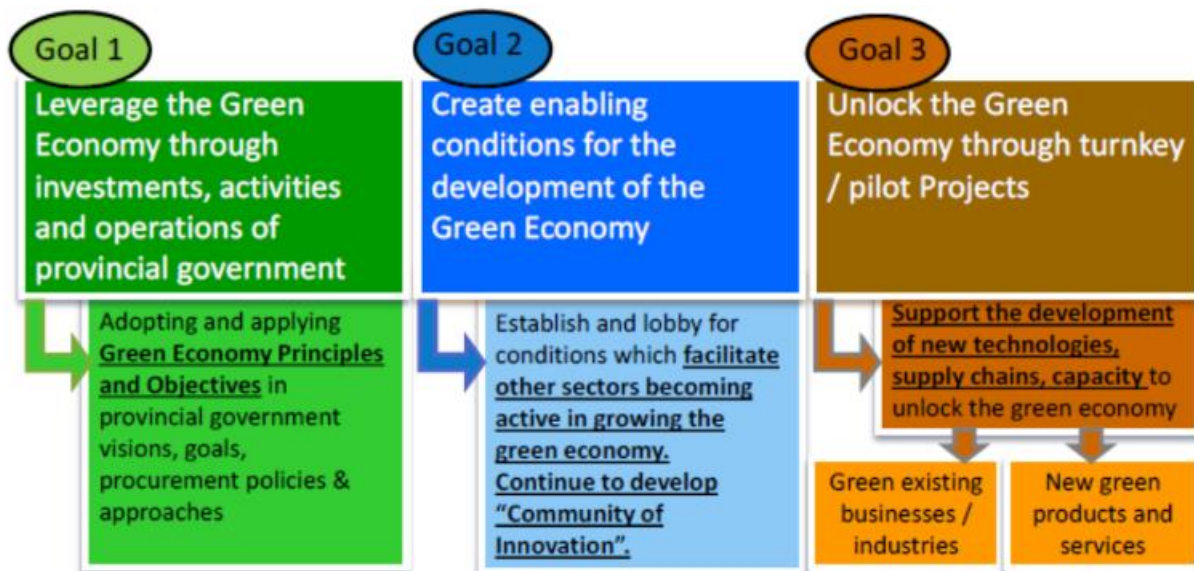 Goal 1
Leverage the Green
Economy through
investments, activities
and operations of
provincial government
Adopting and applying
Green Economy Principles
and Objectives in
provincial government
visions, goals,
procurement policies &
approaches
Goal 2
Create enabling
conditions for the
development of the
Green Economy
Establish and lobby for
conditions which facilitate
other sectors becoming
active in growing the
green economy.
Continue to develop
“Community of
Innovation”.
Goal 3
Unlock the Green
Economy through turnkey
/ pilot Projects
Support the development
of new technologies,
supply chains, capacity to
unlock the green economy
Green existing
businesses /
industries
New green
products and
services